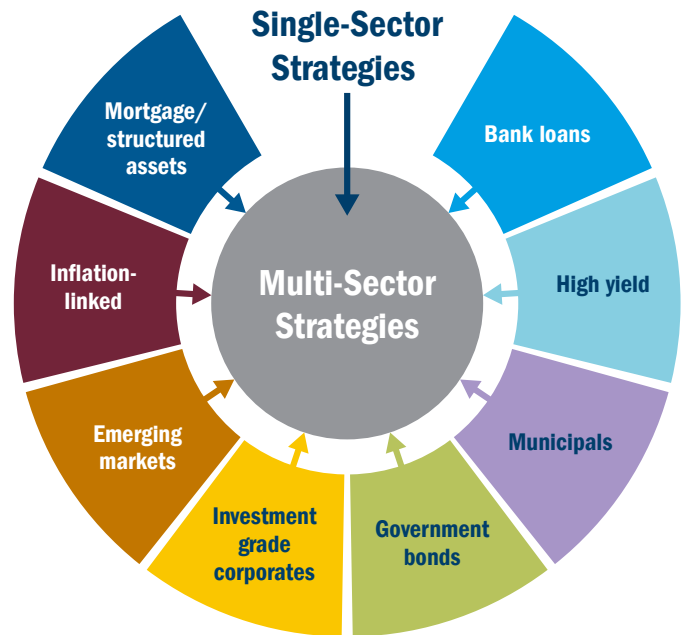 Single-Sector
Strategies
Mortgage/
structured
assets
Bank loans
Inflation-
linked
High yield
Multi-Sector
Strategies
Emerging
markets
Municipals
Investment
grade
corporates
Government
bonds